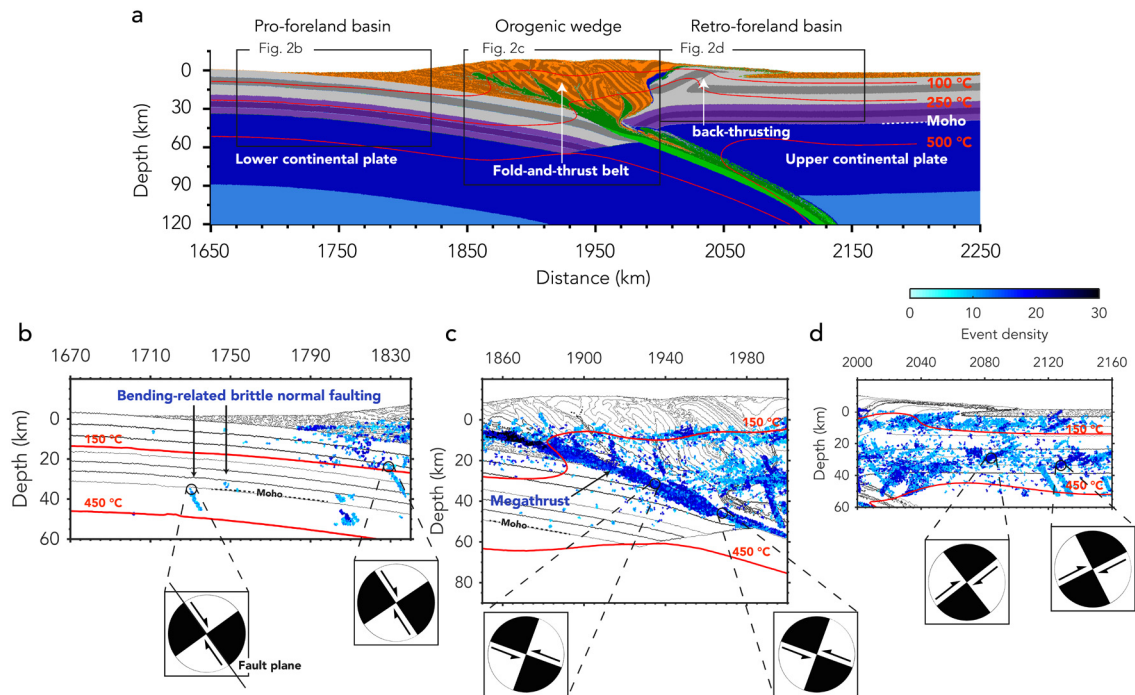 a
Pro-foreland basin
Orogenic wedge
Retro-foreland basin
Fig. 2b
Fig. 2c
Fig. 2d
0
30
60
90
120
Depth (km)
100 °C
250 °C
Moho
500 °C
back-thrusting
Lower continental plate
Fold-and-thrust belt
Upper continental plate
1650
1750
1850
1950
2050
2150
2250
Distance (km)
0
10
20
30
Event density
b
1670
1710
1750
1790
1830
Bending-related brittle normal faulting
0
20
40
60
Depth (km)
150 °C
450 °C
Moho
Fault plane
c
1860
1900
1940
1980
0
20
40
60
80
Depth (km)
150 °C
Megathrust
Moho
450 °C
d
2000
2040
2080
2120
2160
0
15
30
45
60
Depth (km)
150 °C
450 °C